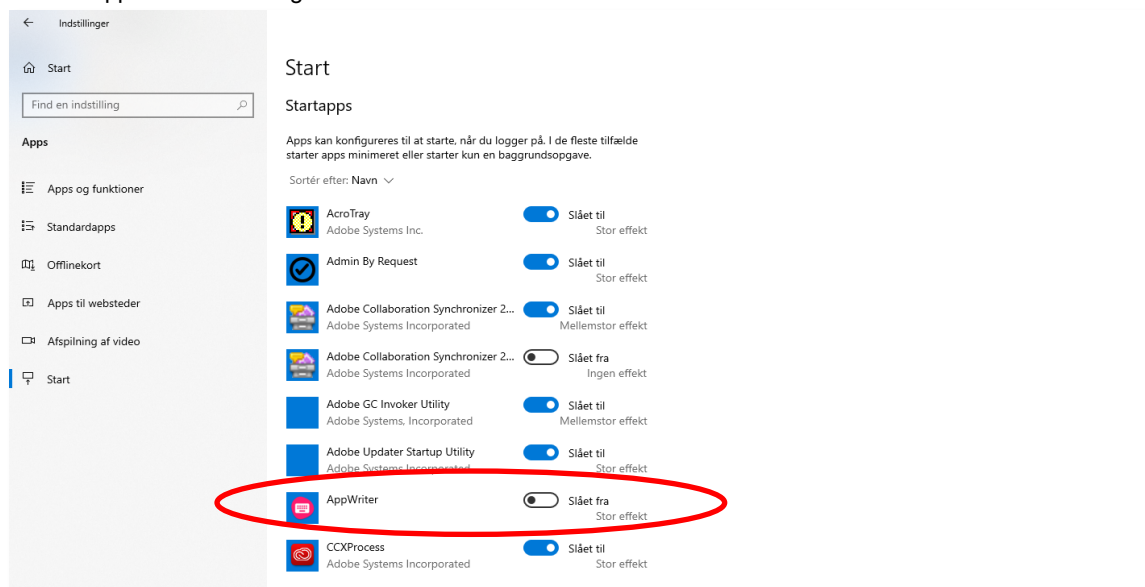 Indstillinger
Start
Find en indstilling
Apps
Apps og funktioner
Standardapps
Offlinekort
Apps til websteder
Afspilning af video
Start
Start
Startapps
Apps kan konfigureres til at starte, når du logger på. I de fleste tilfælde
starter apps minimeret eller starter kun en baggrundsopgave.
Sortér efter: Navn
AcroTray Slået til
Adobe Systems Inc. Stor effekt
Admin By Request Slået til
Stor effekt
Adobe Collaboration Synchronizer 2... Slået til
Adobe Systems Incorporated Mellemstor effekt
Adobe Collaboration Synchronizer 2... Slået fra
Adobe Systems Incorporated Ingen effekt
Adobe GC Invoker Utility Slået til
Adobe Systems, Incorporated Mellemstor effekt
Adobe Updater Startup Utility Slået til
Adobe Systems Incorporated Stor effekt
AppWriter Slået fra
Stor effekt
CCXProcess Slået til
Adobe Systems Incorporated Stor effekt